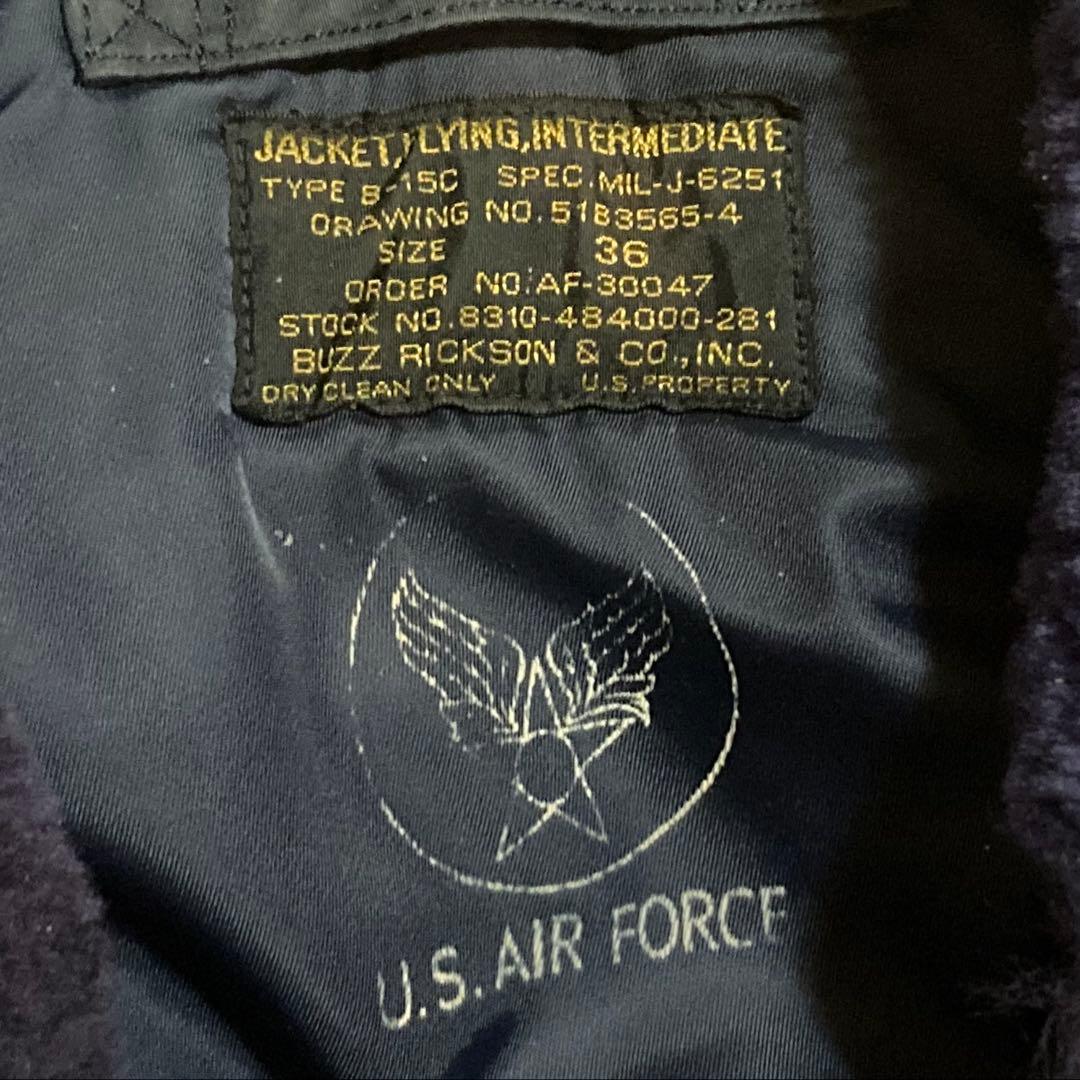 JACKET, FLYING, INTERMEDIATE
TYPE B-15C SPEC. MIL-J-6251
DRAWING NO. 51B3565-4
SIZE 36
ORDER NO. AF-30047
STOCK NO. 8310-484000-281
BUZZ RICKSON & CO., INC.
DRY CLEAN ONLY U.S. PROPERTY
U.S. AIR FORCE